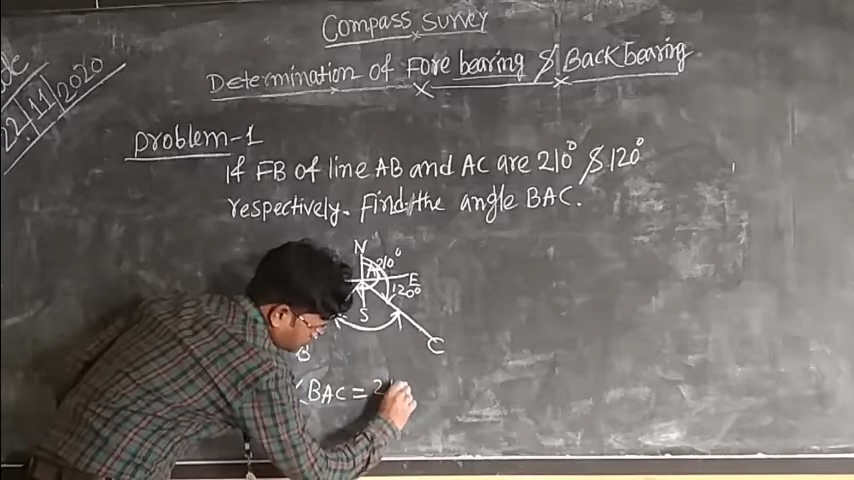 Compass survey
Determination of Fore bearing & Back bearing
22/11/2020
problem-1
If FB of line AB and AC are 210° & 120°
respectively. Find the angle BAC.
N
A 210°
E
120°
S
C
B
∠BAC = 2